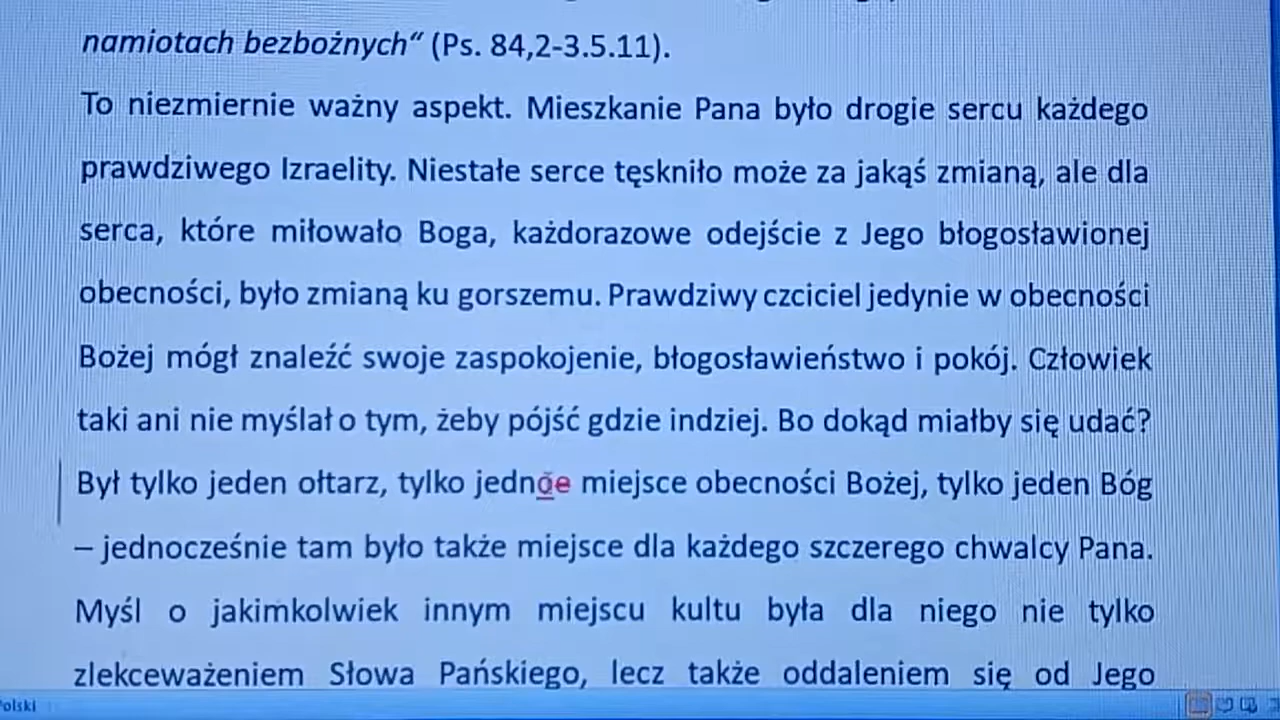 namiotach bezbożnych“ (Ps. 84,2-3.5.11).
To niezmiernie ważny aspekt. Mieszkanie Pana było drogie sercu każdego
prawdziwego Izraelity. Niestałe serce tęskniło może za jakąś zmianą, ale dla
serca, które miłowało Boga, każdorazowe odejście z Jego błogosławionej
obecności, było zmianą ku gorszemu. Prawdziwy czciciel jedynie w obecności
Bożej mógł znaleźć swoje zaspokojenie, błogosławieństwo i pokój. Człowiek
taki ani nie myślał o tym, żeby pójść gdzie indziej. Bo dokąd miałby się udać?
Był tylko jeden ołtarz, tylko jednoe miejsce obecności Bożej, tylko jeden Bóg
– jednocześnie tam było także miejsce dla każdego szczerego chwalcy Pana.
Myśl o jakimkolwiek innym miejscu kultu była dla niego nie tylko
zlekceważeniem Słowa Pańskiego, lecz także oddaleniem się od Jego
Polski